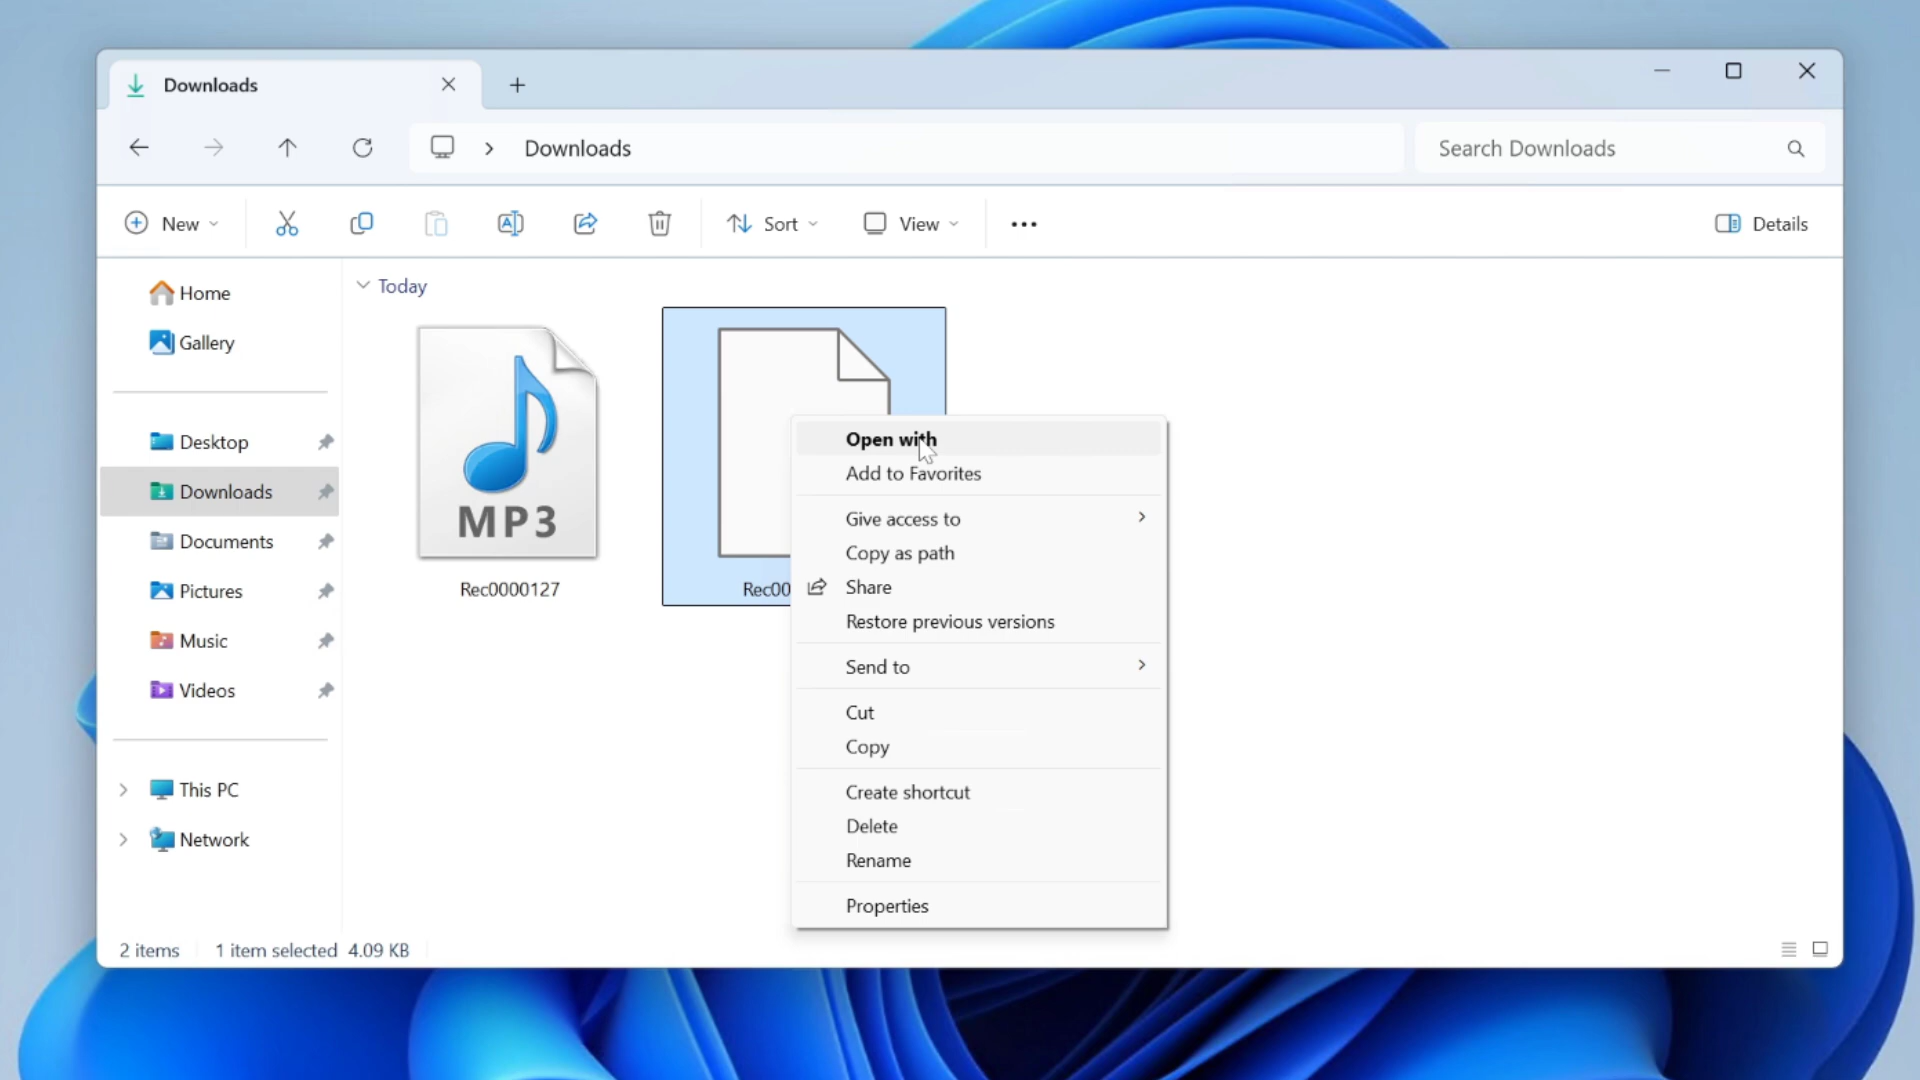 Downloads
Downloads
Search Downloads
New
Sort
View
Details
Home
Gallery
Desktop
Downloads
Documents
Pictures
Music
Videos
This PC
Network
Today
MP3
Rec0000127
Rec00
Open with
Add to Favorites
Give access to
Copy as path
Share
Restore previous versions
Send to
Cut
Copy
Create shortcut
Delete
Rename
Properties
2 items 1 item selected 4.09 KB